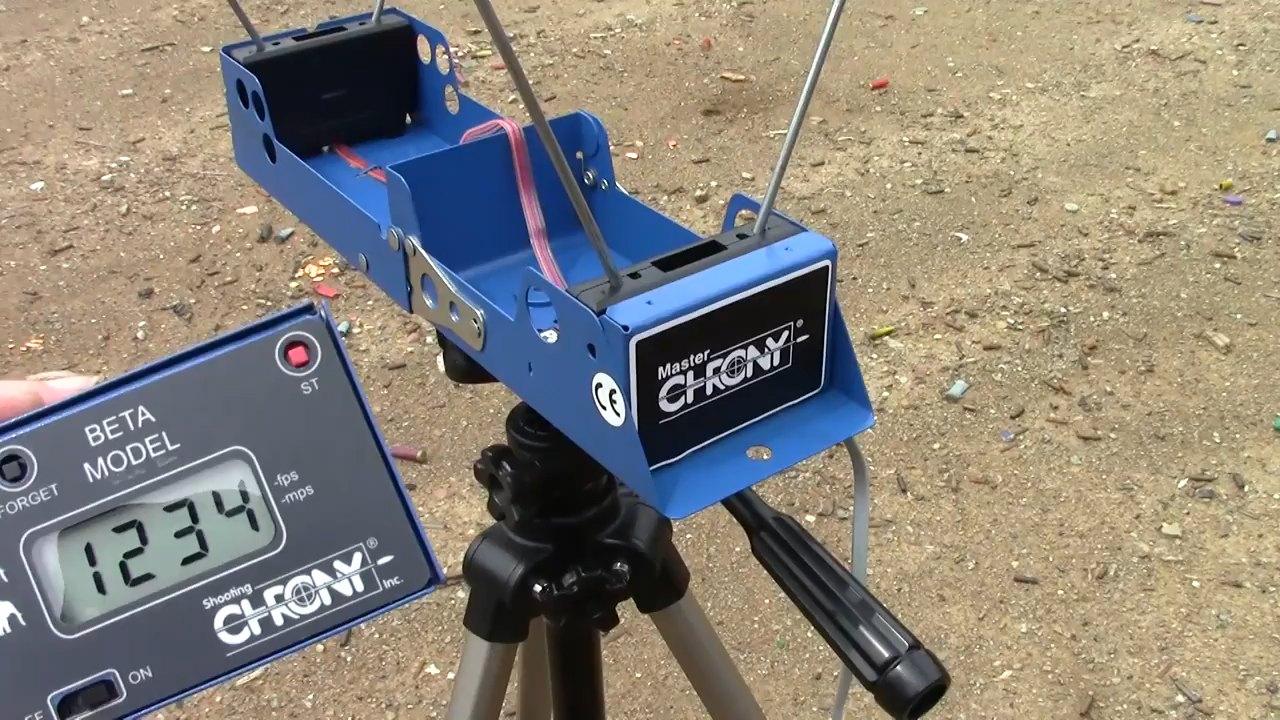 Master
CHRONY®
CE
ST
BETA
MODEL
FORGET
-fps
-mps
1234
Shooting
CHRONY®
Inc.
ON